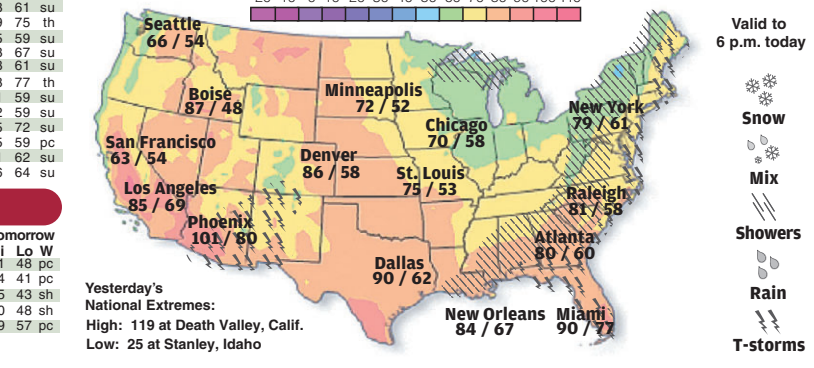 61 su
75 th
59 su
67 su
61 su
77 th
59 su
59 su
72 su
59 pc
62 su
64 su
omorrow
i Lo W
48 pc
41 pc
43 sh
48 sh
57 pc
Seattle
66 / 54
Boise
87 / 48
Minneapolis
72 / 52
New York
79 / 61
Chicago
70 / 58
San Francisco
63 / 54
Denver
86 / 58
St. Louis
75 / 53
Los Angeles
85 / 69
Raleigh
81 / 58
Phoenix
101 / 80
Atlanta
80 / 60
Dallas
90 / 62
New Orleans
84 / 67
Miami
90 / 77
Yesterday's
National Extremes:
High: 119 at Death Valley, Calif.
Low: 25 at Stanley, Idaho
Valid to
6 p.m. today
Snow
Mix
Showers
Rain
T-storms